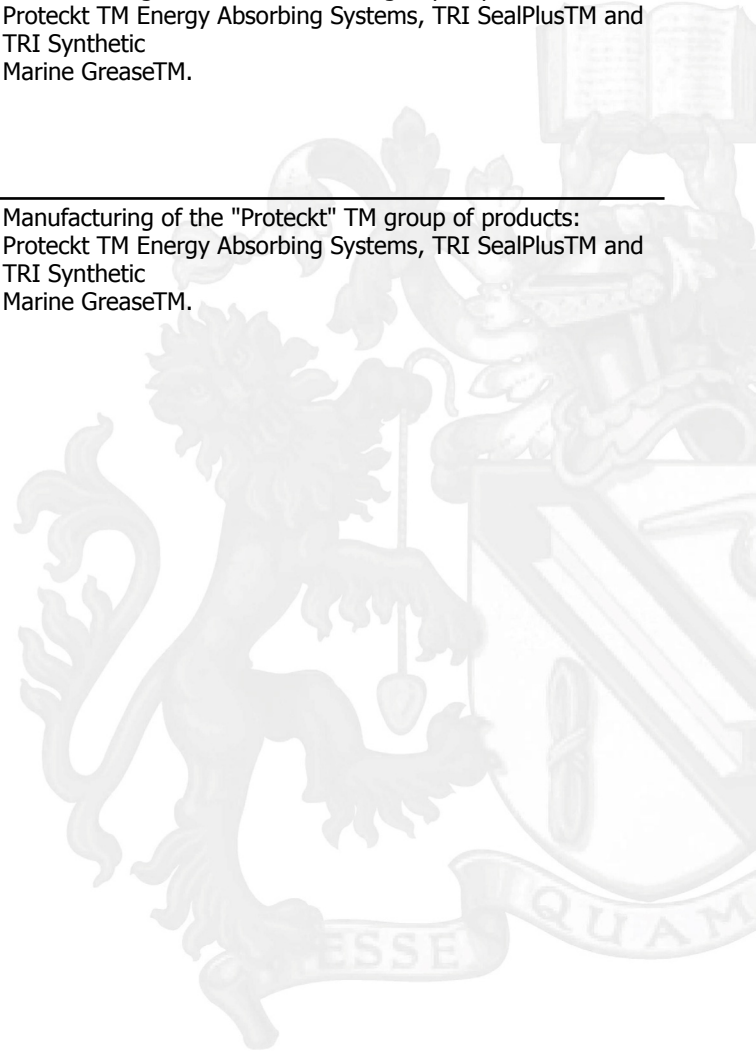 Proteckt TM Energy Absorbing Systems, TRI SealPlusTM and
TRI Synthetic
Marine GreaseTM.
Manufacturing of the "Proteckt" TM group of products:
Proteckt TM Energy Absorbing Systems, TRI SealPlusTM and
TRI Synthetic
Marine GreaseTM.
ESSE
QUAM